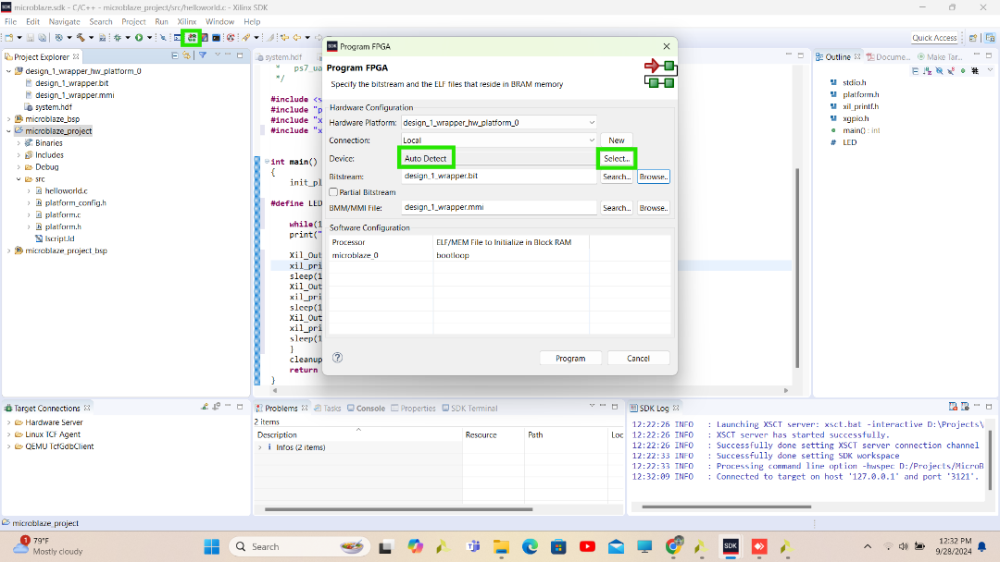 SDK microblaze.sdk - C/C++ - microblaze_project/src/helloworld.c - Xilinx SDK
File Edit Navigate Search Project Run Xilinx Window Help
Quick Access
Project Explorer
design_1_wrapper_hw_platform_0
design_1_wrapper.bit
design_1_wrapper.mmi
system.hdf
microblaze_bsp
microblaze_project
Binaries
Includes
Debug
src
helloworld.c
platform_config.h
platform.c
platform.h
lscript.ld
microblaze_project_bsp
system.hdf
* ps7_ua
*/
#include <s
#include "p
#include "x
#include "x
int main()
{
init_pl
#define LED
while(1
print("
Xil_Out
xil_pri
sleep(1
Xil_Out
xil_pri
sleep(1
Xil_Out
xil_pri
sleep(1
}
cleanup
return
}
SDK Program FPGA
Program FPGA
Specify the bitstream and the ELF files that reside in BRAM memory
Hardware Configuration
Hardware Platform: design_1_wrapper_hw_platform_0
Connection: Local New
Device: Auto Detect Select...
Bitstream: design_1_wrapper.bit Search... Browse..
Partial Bitstream
BMM/MMI File: design_1_wrapper.mmi Search... Browse..
Software Configuration
Processor ELF/MEM File to Initialize in Block RAM
microblaze_0 bootloop
Program Cancel
Outline Docume... Make Tar...
stdio.h
platform.h
xil_printf.h
xgpio.h
main() : int
# LED
Target Connections
Hardware Server
Linux TCF Agent
QEMU TcfGdbClient
Problems Tasks Console Properties SDK Terminal
2 items
Description Resource Path Loc
Infos (2 items)
SDK Log
12:22:26 INFO : Launching XSCT server: xsct.bat -interactive D:\Projects\
12:22:26 INFO : XSCT server has started successfully.
12:22:26 INFO : Successfully done setting XSCT server connection channel
12:22:33 INFO : Successfully done setting SDK workspace
12:22:33 INFO : Processing command line option -hwspec D:/Projects/MicroB
12:32:09 INFO : Connected to target on host '127.0.0.1' and port '3121'.
microblaze_project
1
79°F
Mostly cloudy
Search
SDK
12:32 PM
9/28/2024